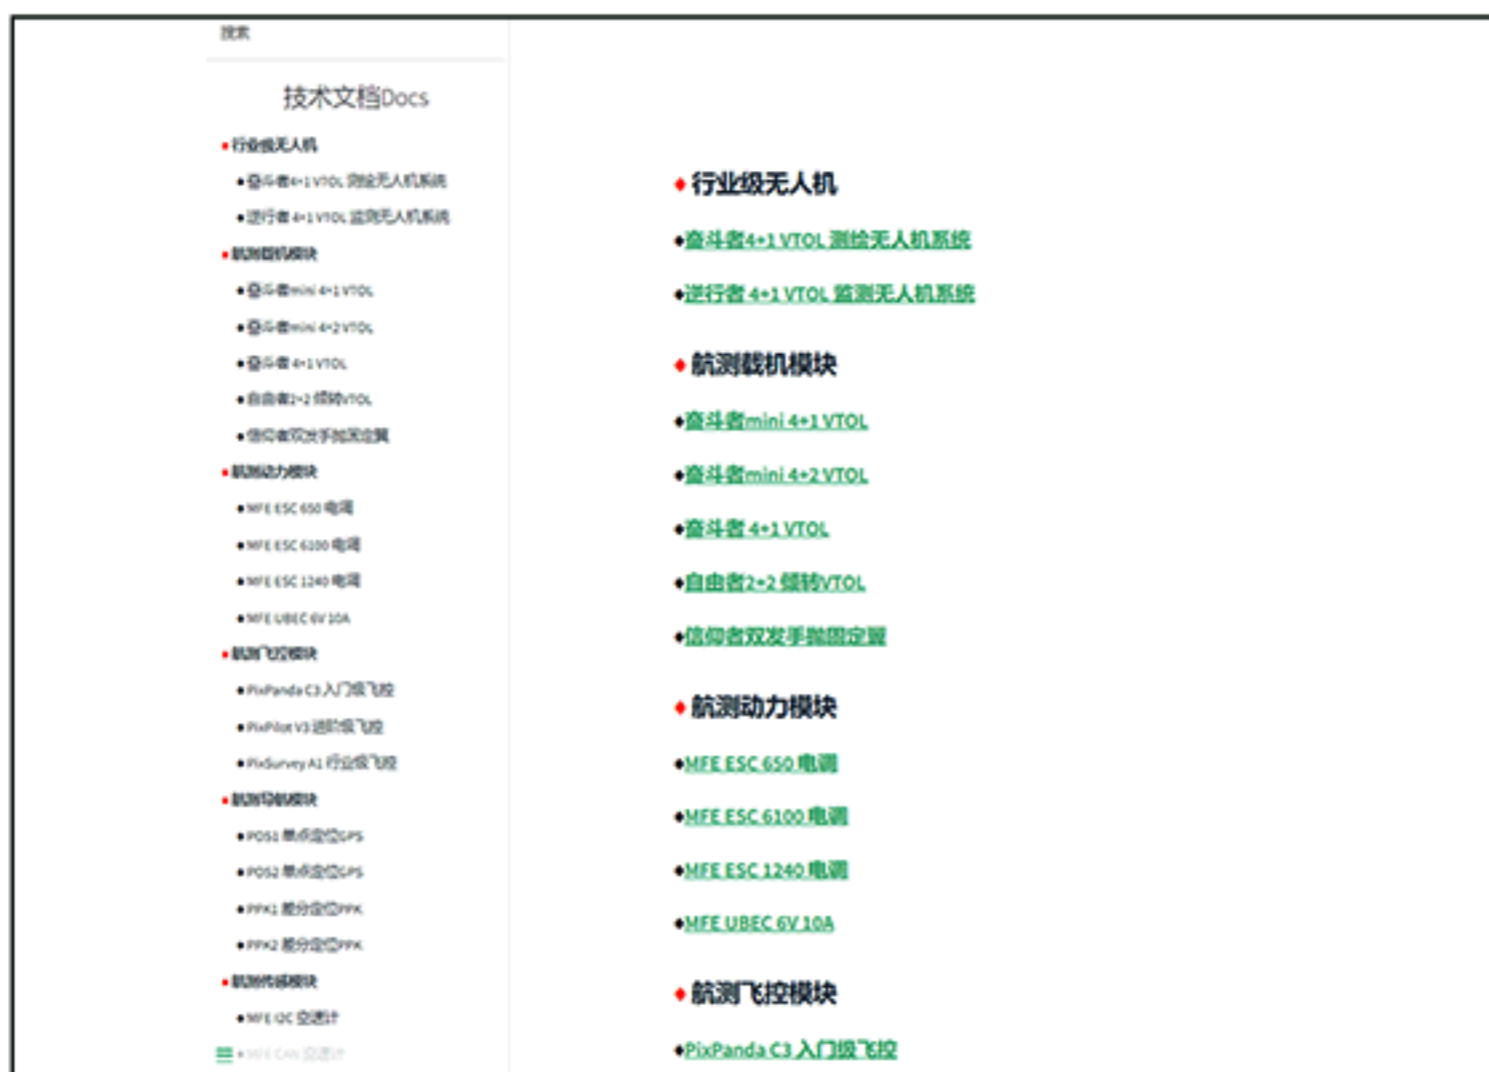 搜索
技术文档Docs
行业级无人机
奋斗者4+1 VTOL 测绘无人机系统
逆行者 4+1 VTOL 监测无人机系统
航测载机模块
奋斗者mini 4+1 VTOL
奋斗者mini 4+2 VTOL
奋斗者 4+1 VTOL
自由者2+2 倾转VTOL
信仰者双发手抛固定翼
航测动力模块
MFE ESC 650 电调
MFE ESC 6100 电调
MFE ESC 1240 电调
MFE UBEC 6V 10A
航测飞控模块
PixPanda C3 入门级飞控
PixPilot V3 进阶级飞控
PixSurvey A1 行业级飞控
航测导航模块
POS1 单点定位GPS
POS2 单点定位GPS
PPK1 差分定位PPK
PPK2 差分定位PPK
航测传感模块
MFE I2C 空速计
MFE CAN 空速计
行业级无人机
奋斗者4+1 VTOL 测绘无人机系统
逆行者 4+1 VTOL 监测无人机系统
航测载机模块
奋斗者mini 4+1 VTOL
奋斗者mini 4+2 VTOL
奋斗者 4+1 VTOL
自由者2+2 倾转VTOL
信仰者双发手抛固定翼
航测动力模块
MFE ESC 650 电调
MFE ESC 6100 电调
MFE ESC 1240 电调
MFE UBEC 6V 10A
航测飞控模块
PixPanda C3 入门级飞控